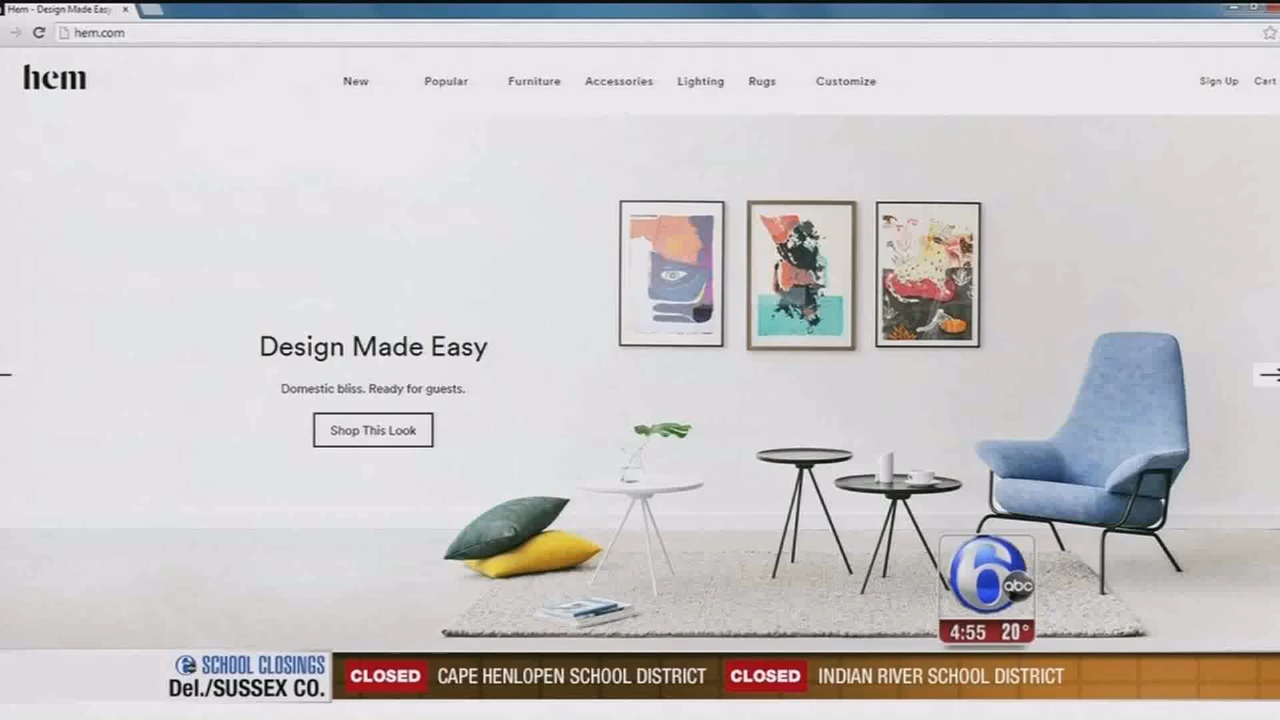 Hem - Design Made Easy
hem.com
hem
New Popular Furniture Accessories Lighting Rugs Customize Sign Up Cart
Design Made Easy
Domestic bliss. Ready for guests.
Shop This Look
6 abc
4:55 20°
6 SCHOOL CLOSINGS
Del./SUSSEX CO.
CLOSED CAPE HENLOPEN SCHOOL DISTRICT CLOSED INDIAN RIVER SCHOOL DISTRICT